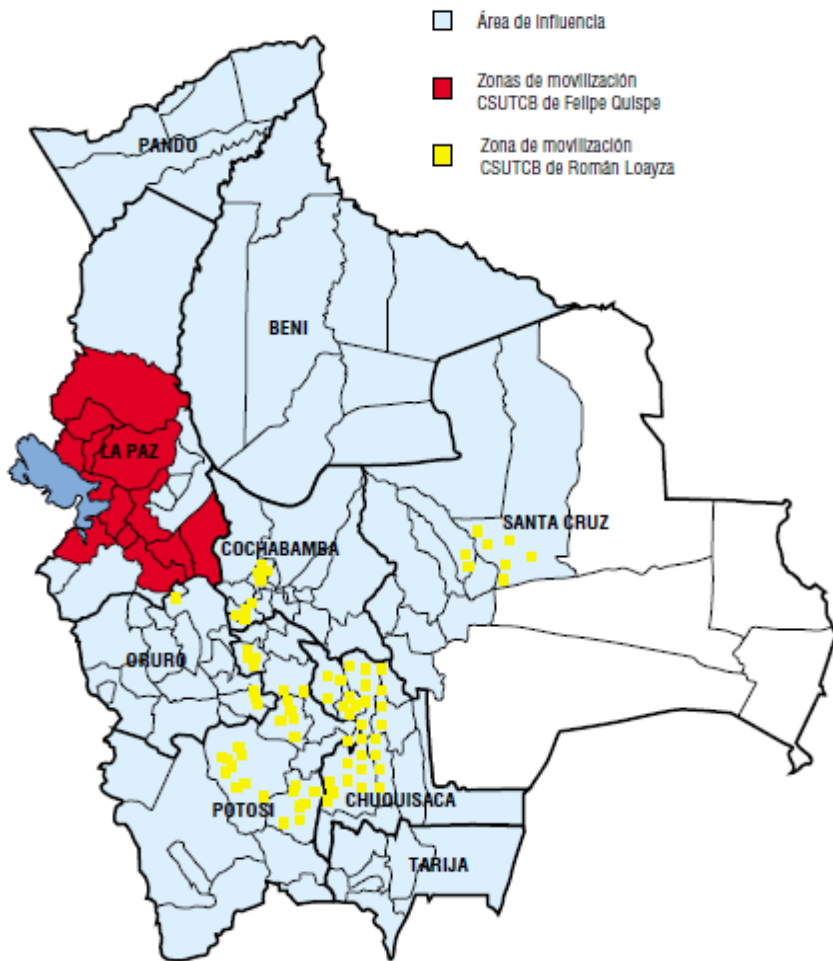 Área de influencia
Zonas de movilización
CSUTCB de Felipe Quispe
Zona de movilización
CSUTCB de Román Loayza
PANDO
BENI
LA PAZ
SANTA CRUZ
COCHABAMBA
ORURO
POTOSI
CHUQUISACA
TARIJA